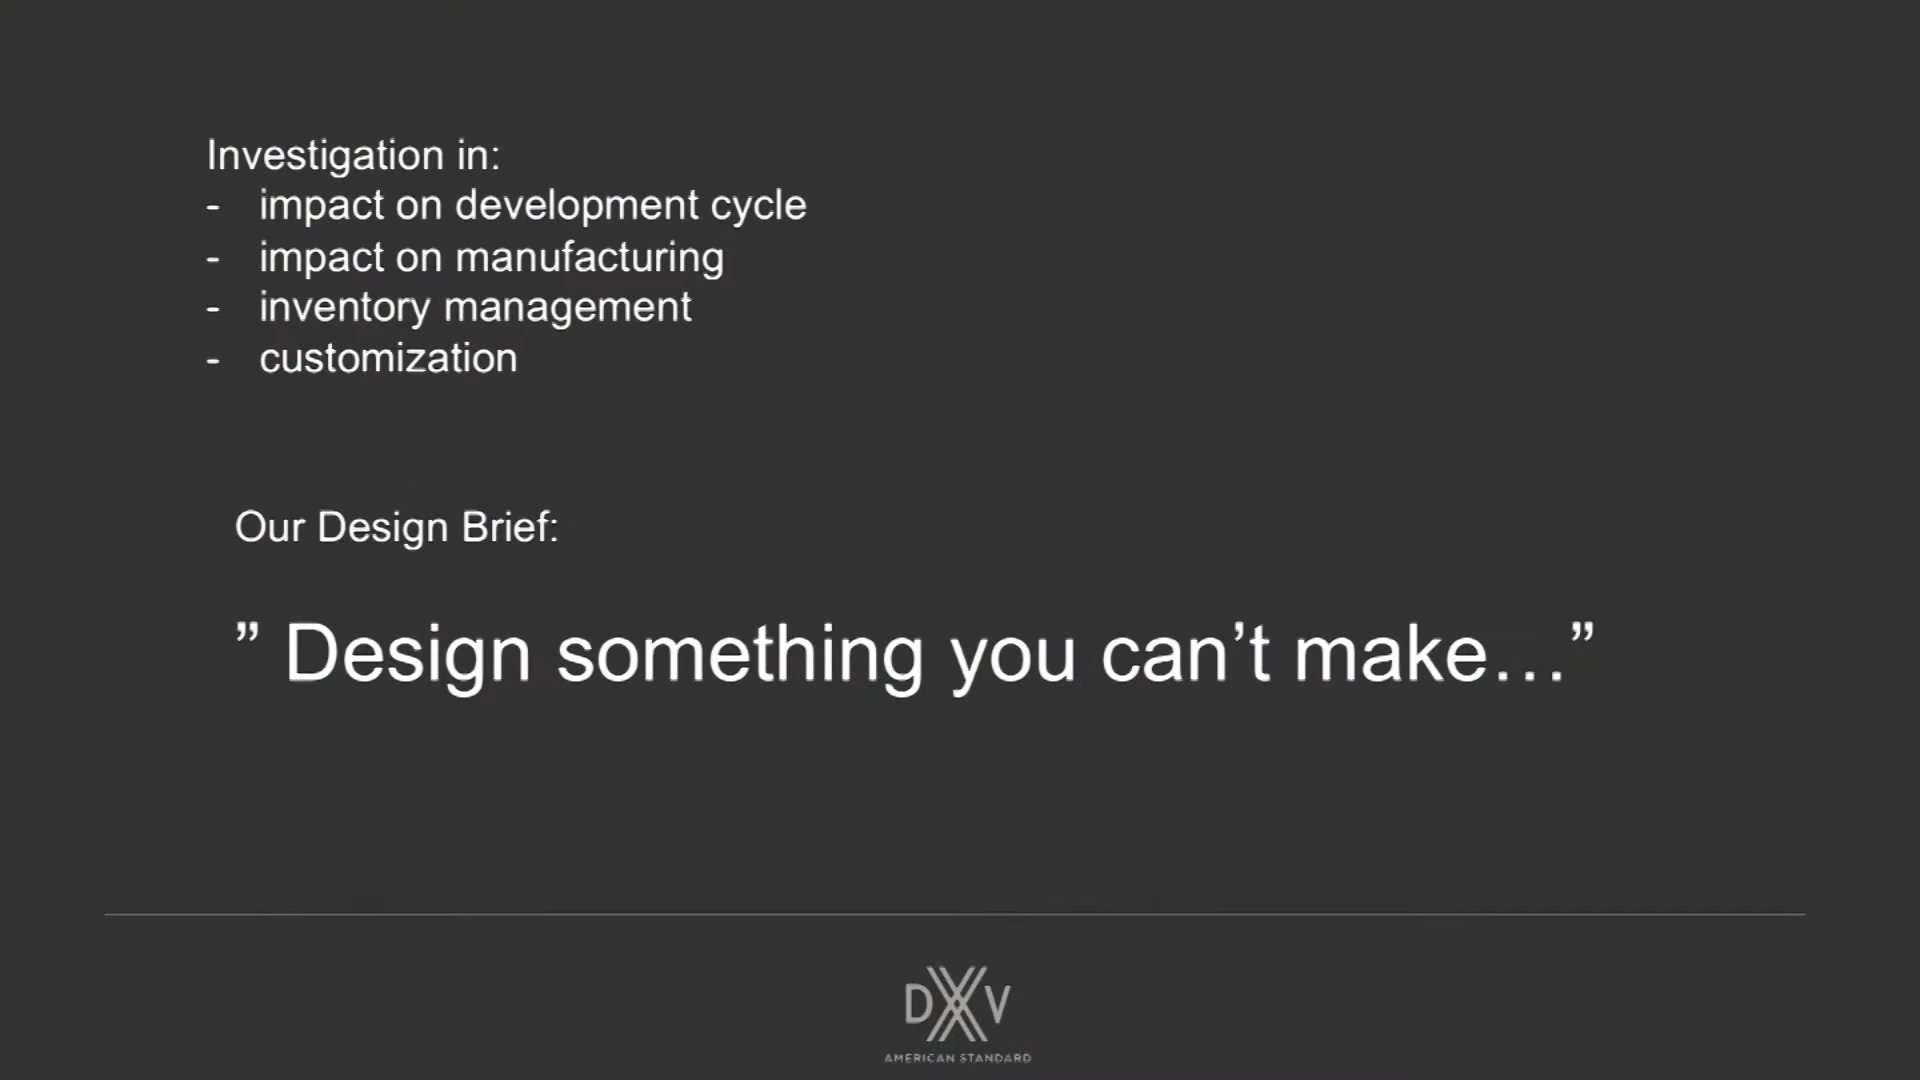 Investigation in:
- impact on development cycle
- impact on manufacturing
- inventory management
- customization
Our Design Brief:
” Design something you can’t make…”
DXV
AMERICAN STANDARD